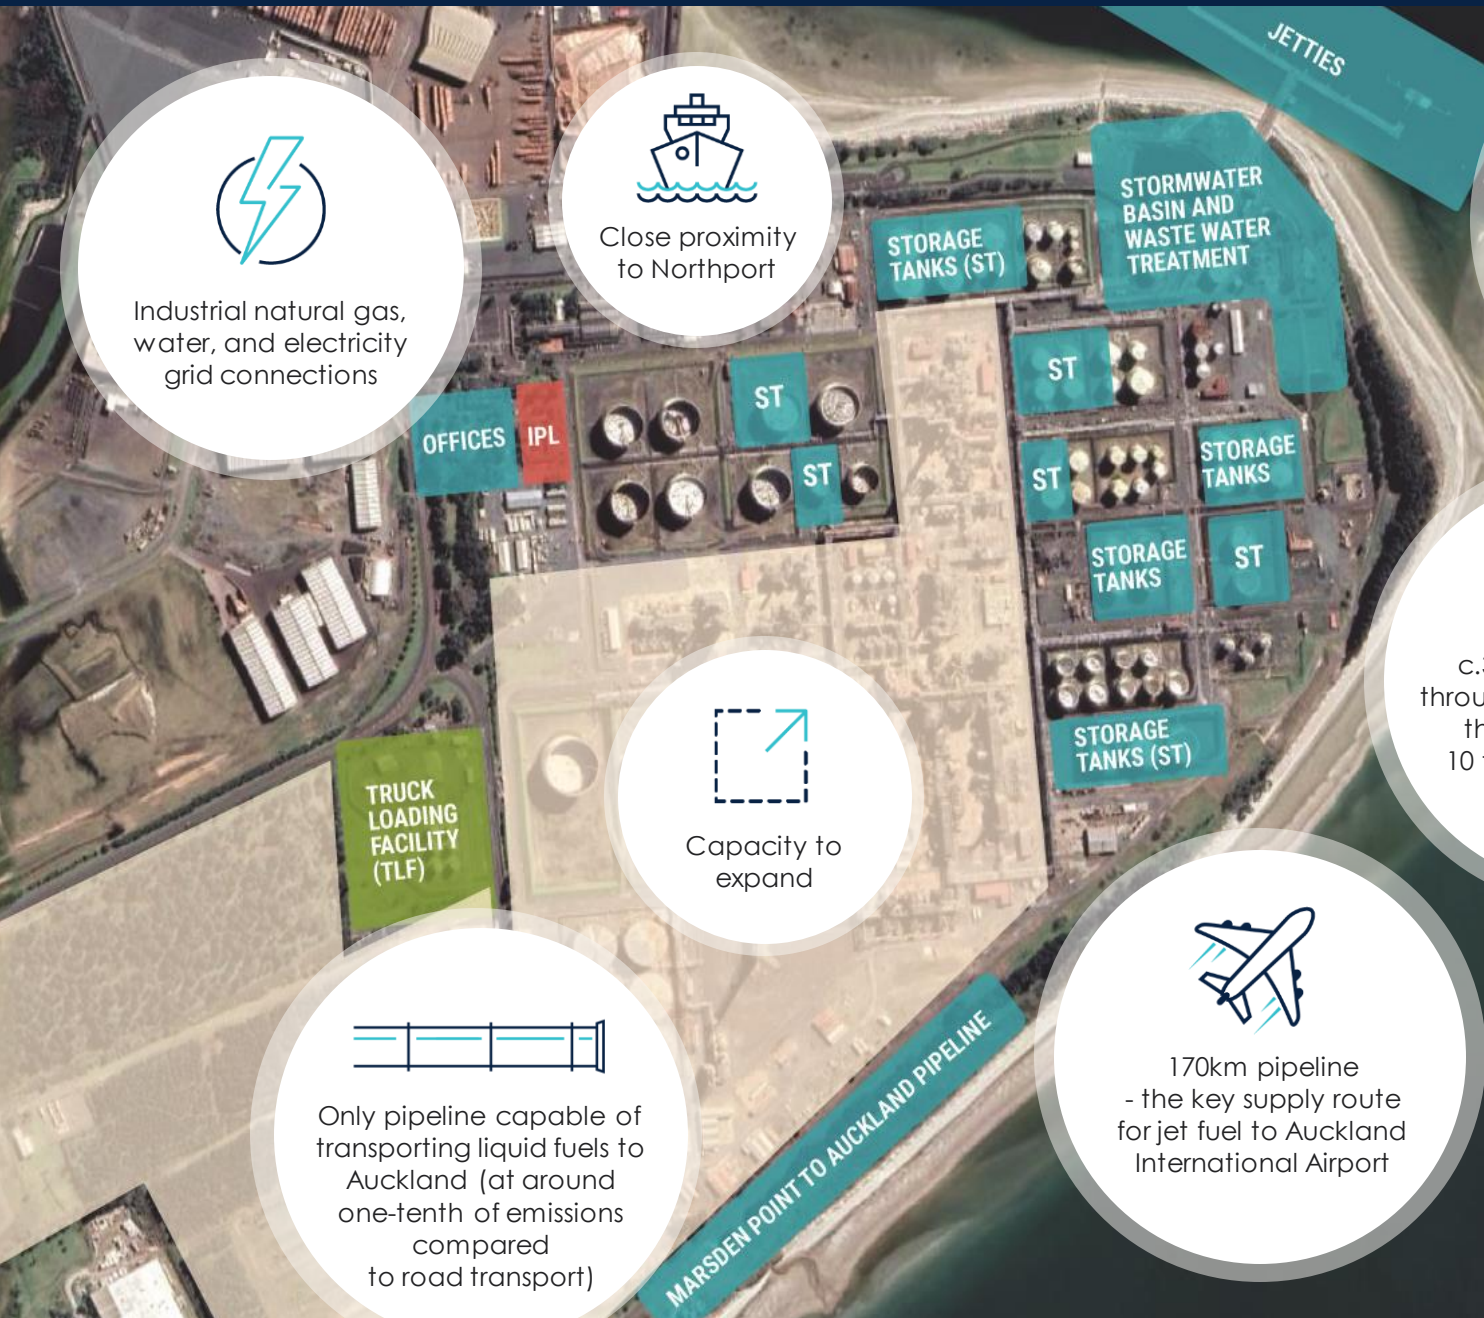 JETTIES
Industrial natural gas,
water, and electricity
grid connections
Close proximity
to Northport
STORAGE
TANKS (ST)
STORMWATER
BASIN AND
WASTE WATER
TREATMENT
ST
ST
OFFICES
IPL
ST
ST
STORAGE
TANKS
STORAGE
TANKS
ST
STORAGE
TANKS (ST)
TRUCK
LOADING
FACILITY
(TLF)
Capacity to
expand
10
170km pipeline
- the key supply route
for jet fuel to Auckland
International Airport
Only pipeline capable of
transporting liquid fuels to
Auckland (at around
one-tenth of emissions
compared
to road transport)
MARSDEN POINT TO AUCKLAND PIPELINE